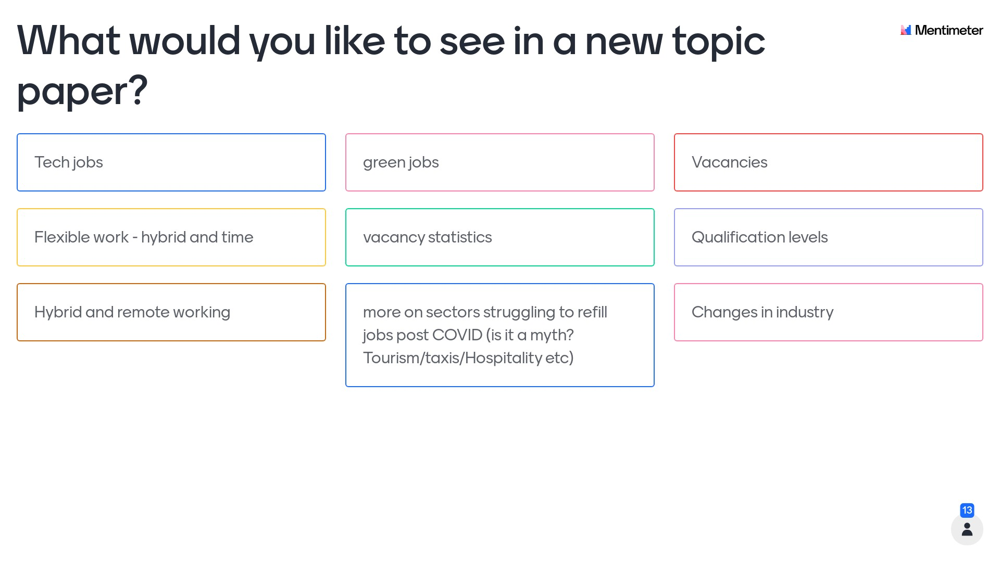 What would you like to see in a new topic
paper?
Mentimeter
Tech jobs
green jobs
Vacancies
Flexible work - hybrid and time
vacancy statistics
Qualification levels
Hybrid and remote working
more on sectors struggling to refill
jobs post COVID (is it a myth?
Tourism/taxis/Hospitality etc)
Changes in industry
13